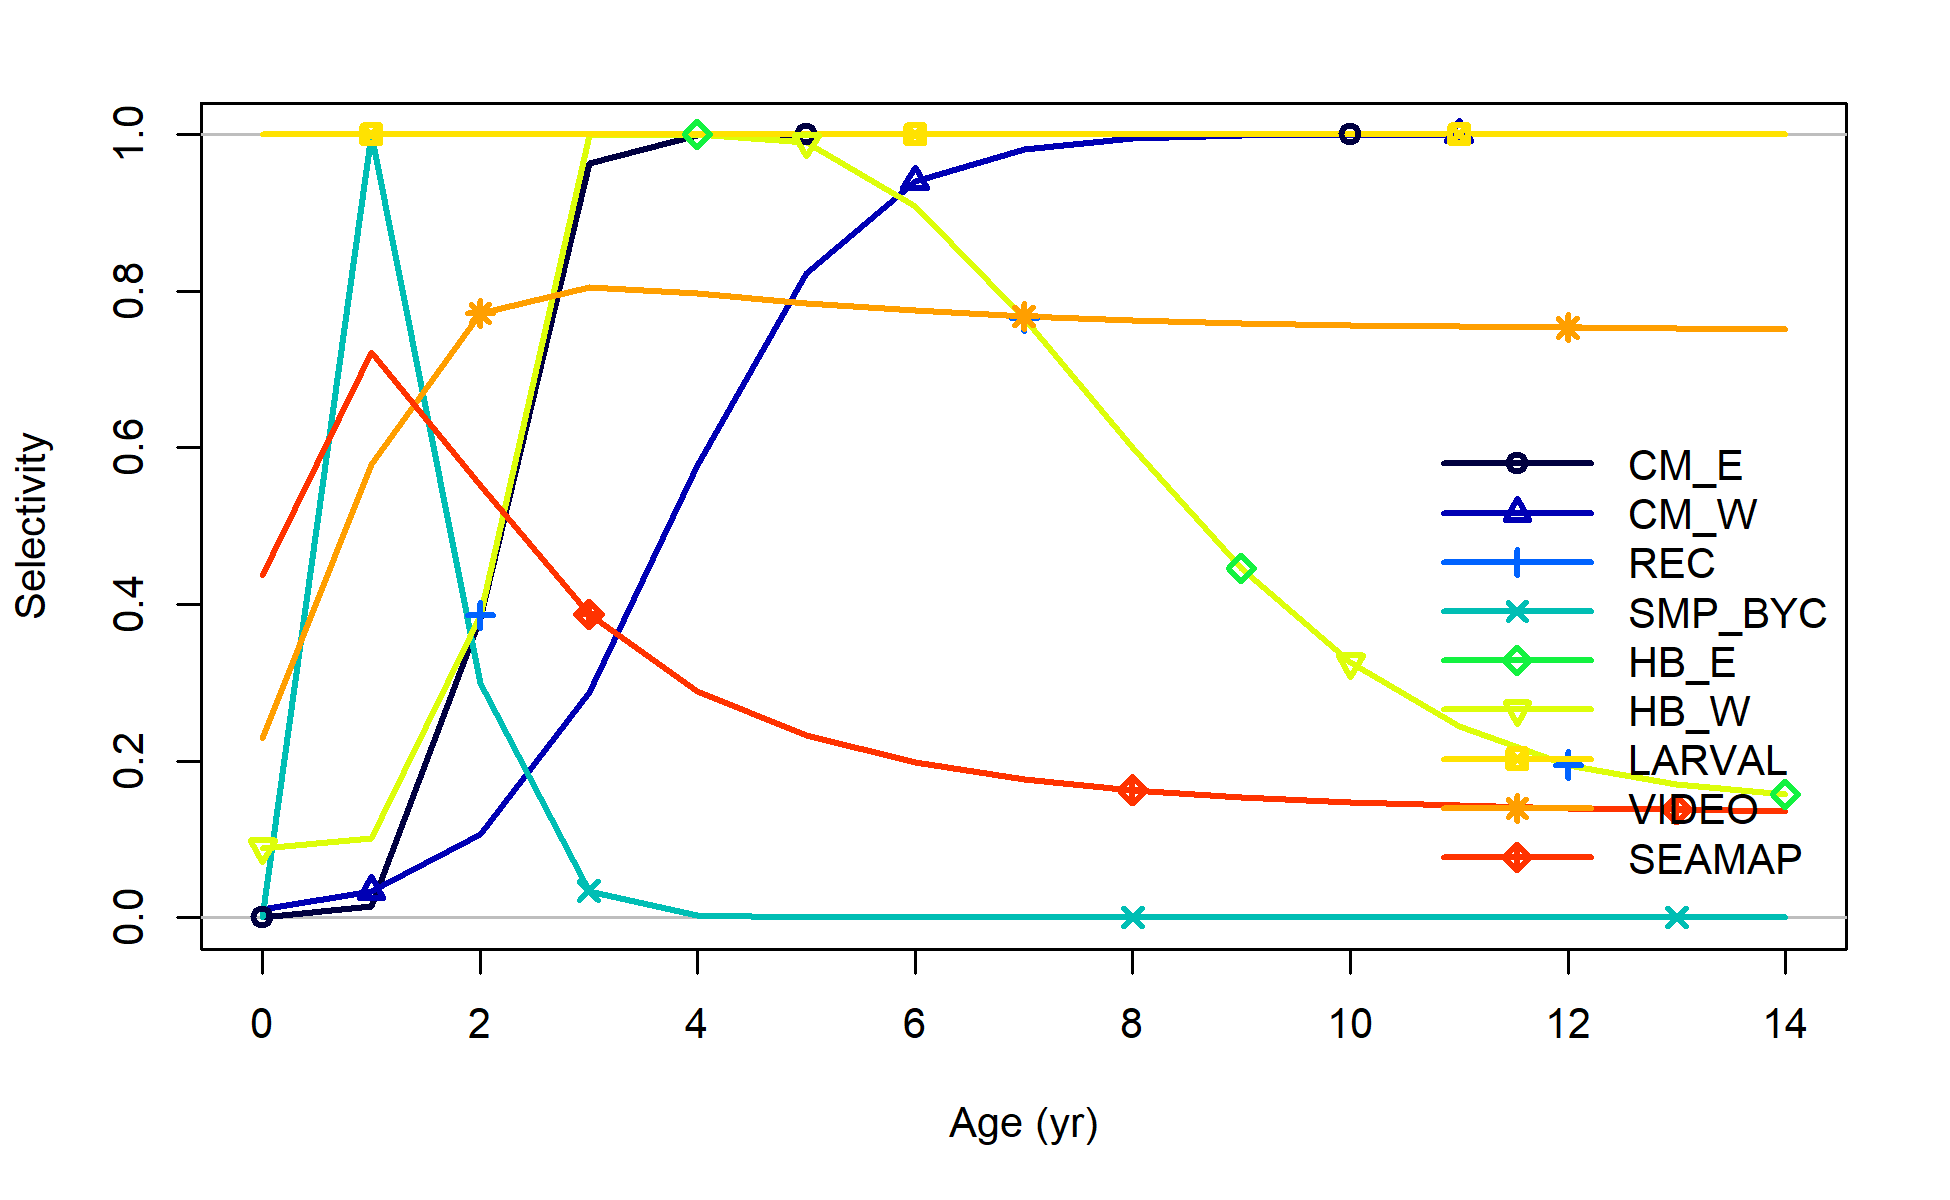 1.0
0.8
0.6
0.4
0.2
0.0
Selectivity
CM_E
CM_W
REC
SMP_BYC
HB_E
HB_W
LARVAL
VIDEO
SEAMAP
0 2 4 6 8 10 12 14
Age (yr)